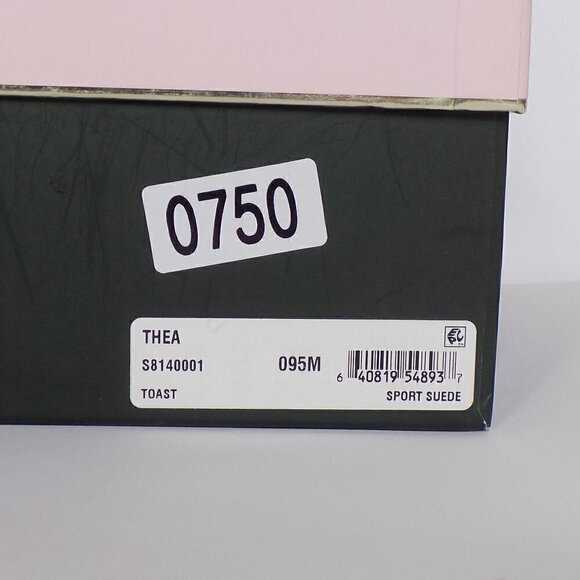 0750
THEA
S8140001 095M
6 40819 54893 7
TOAST SPORT SUEDE